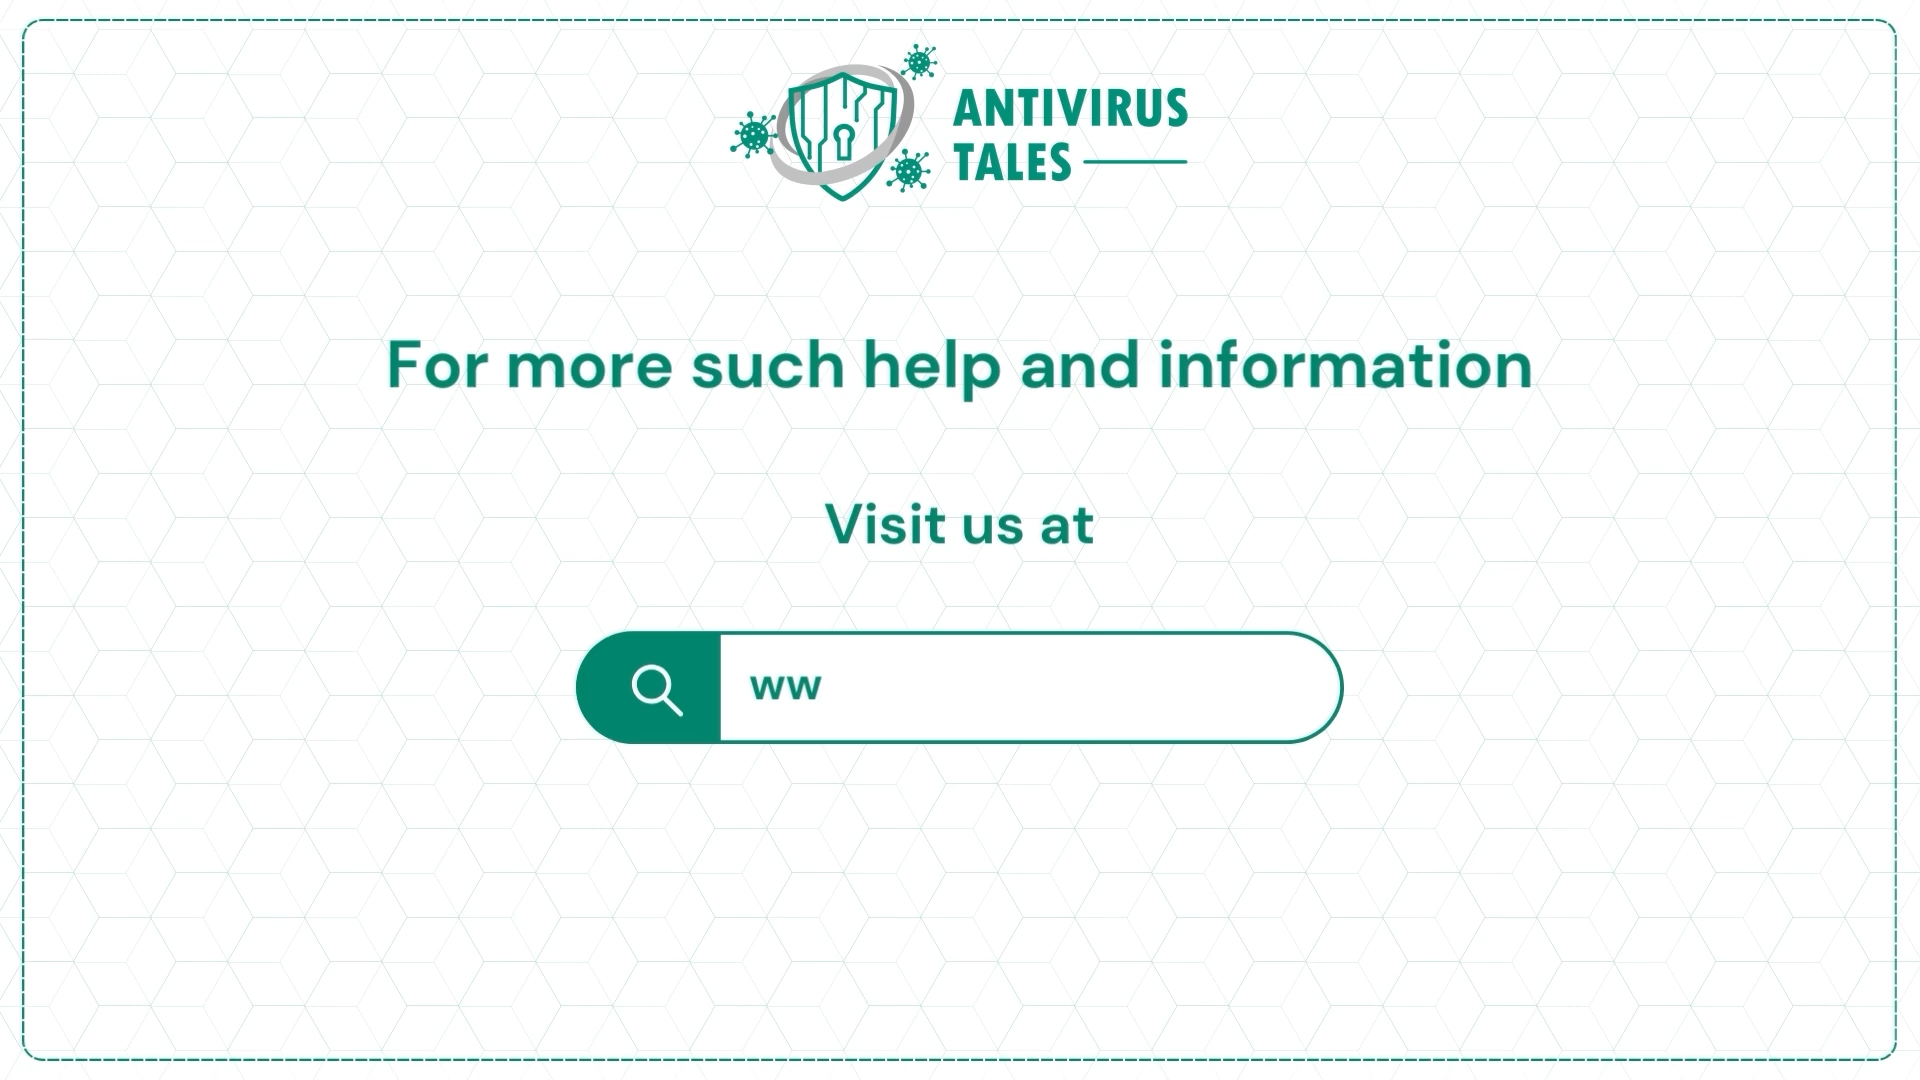 ANTIVIRUS
TALES
For more such help and information
Visit us at
ww